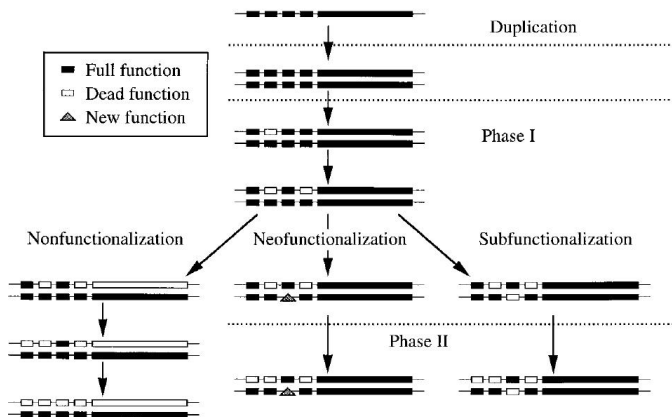 Duplication
Full function
Dead function
New function
Phase I
Nonfunctionalization
Neofunctionalization
Subfunctionalization
Phase II